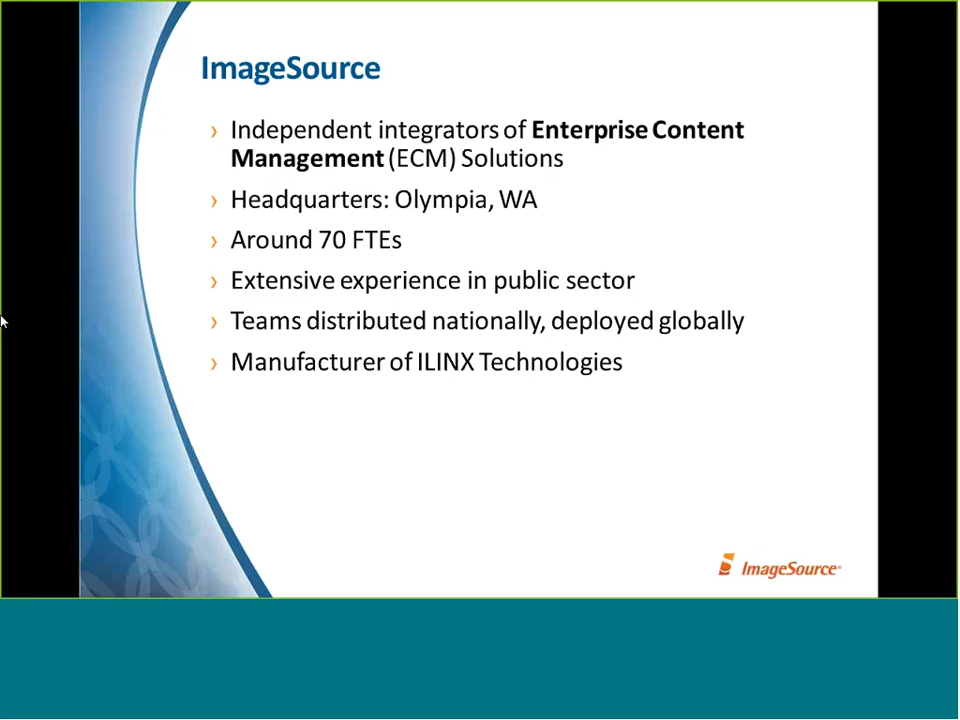 ImageSource
› Independent integrators of Enterprise Content
Management (ECM) Solutions
› Headquarters: Olympia, WA
› Around 70 FTEs
› Extensive experience in public sector
› Teams distributed nationally, deployed globally
› Manufacturer of ILINX Technologies
ImageSource®